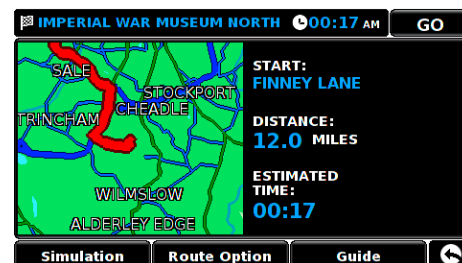 IMPERIAL WAR MUSEUM NORTH 00:17 AM GO
SALE
STOCKPORT
CHEADLE
TRINCHAM
WILMSLOW
ALDERLEY EDGE
START:
FINNEY LANE
DISTANCE:
12.0 MILES
ESTIMATED
TIME:
00:17
Simulation Route Option Guide